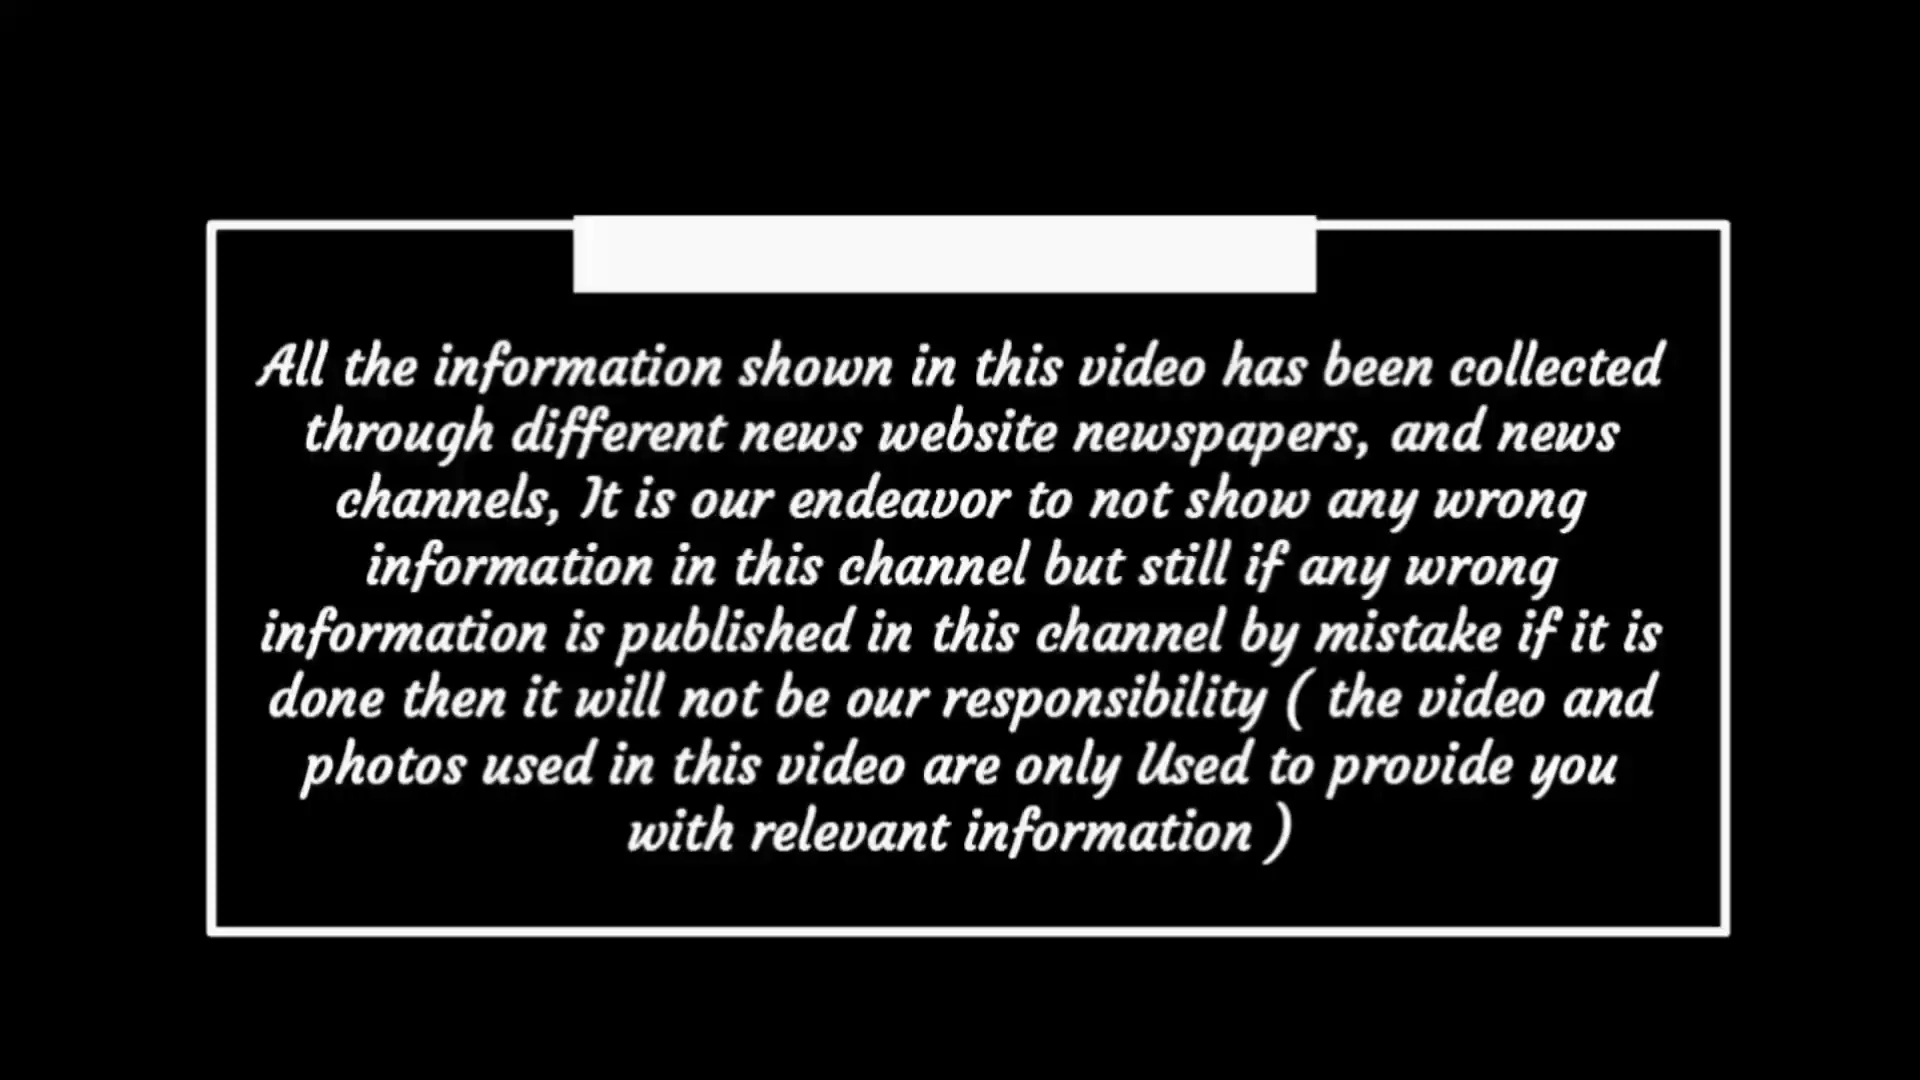 All the information shown in this video has been collected
through different news website newspapers, and news
channels, It is our endeavor to not show any wrong
information in this channel but still if any wrong
information is published in this channel by mistake if it is
done then it will not be our responsibility ( the video and
photos used in this video are only Used to provide you
with relevant information )